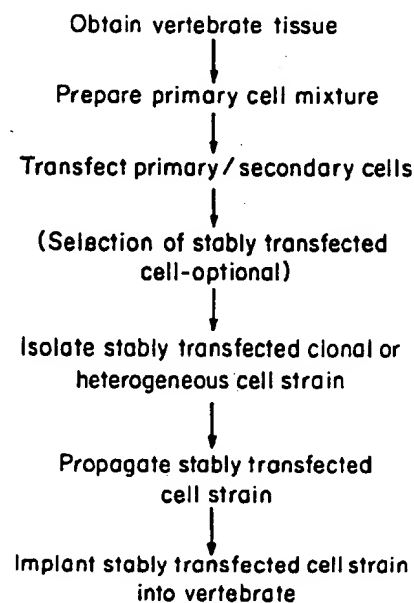 Obtain vertebrate tissue
Prepare primary cell mixture
Transfect primary/secondary cells
(Selection of stably transfected
cell-optional)
Isolate stably transfected clonal or
heterogeneous cell strain
Propagate stably transfected
cell strain
Implant stably transfected cell strain
into vertebrate